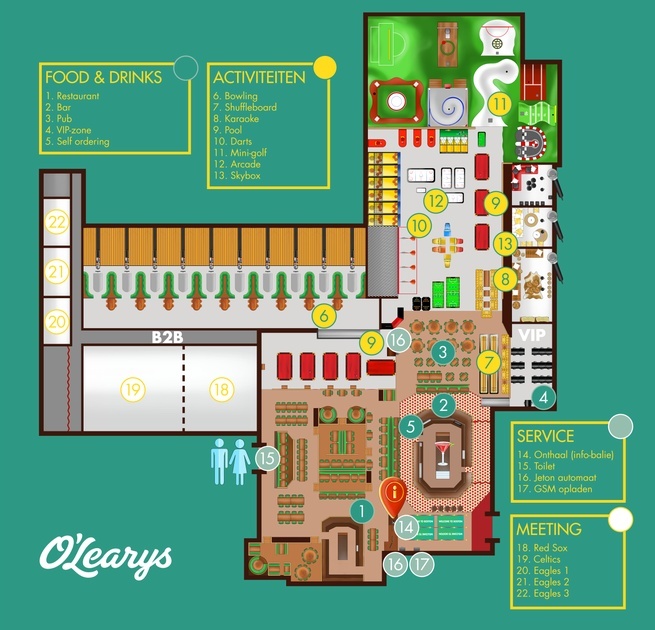 FOOD & DRINKS
1. Restaurant
2. Bar
3. Pub
4. VIP-zone
5. Self ordering
ACTIVITEITEN
6. Bowling
7. Shuffleboard
8. Karaoke
9. Pool
10. Darts
11. Mini-golf
12. Arcade
13. Skybox
11
12
9
10
13
8
22
21
20
6
B2B
9
16
3
7
VIP
19
18
2
4
5
15
1
14
16
17
SERVICE
14. Onthaal (info-balie)
15. Toilet
16. Jeton automaat
17. GSM opladen
MEETING
18. Red Sox
19. Celtics
20. Eagles 1
21. Eagles 2
22. Eagles 3
O'Learys